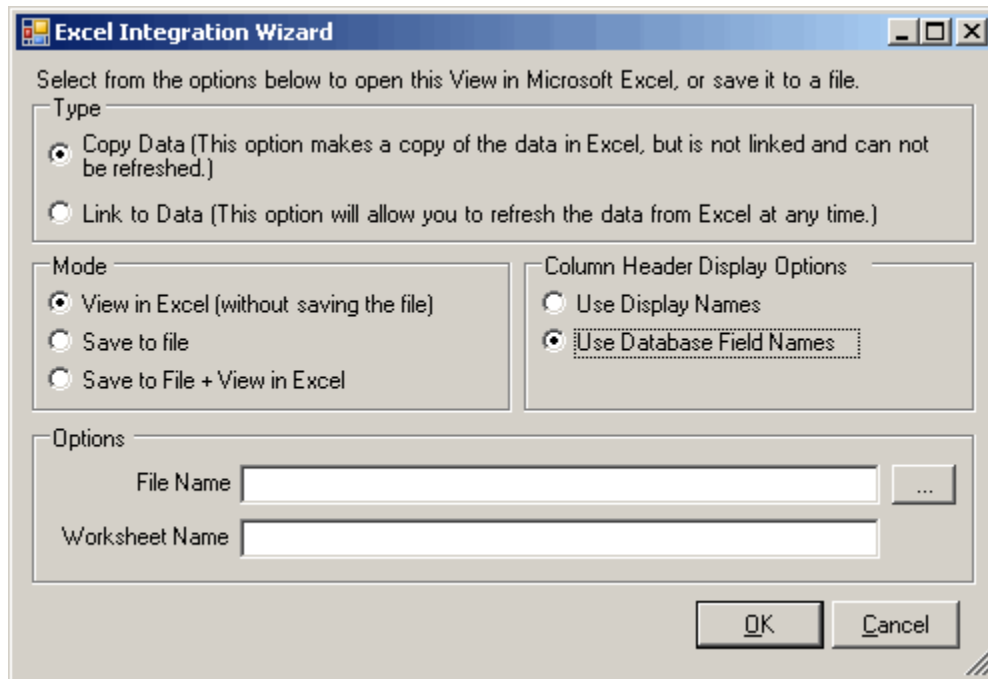 Excel Integration Wizard
Select from the options below to open this View in Microsoft Excel, or save it to a file.
Type
Copy Data (This option makes a copy of the data in Excel, but is not linked and can not
be refreshed.)
Link to Data (This option will allow you to refresh the data from Excel at any time.)
Mode
View in Excel (without saving the file)
Save to file
Save to File + View in Excel
Column Header Display Options
Use Display Names
Use Database Field Names
Options
File Name
...
Worksheet Name
OK
Cancel